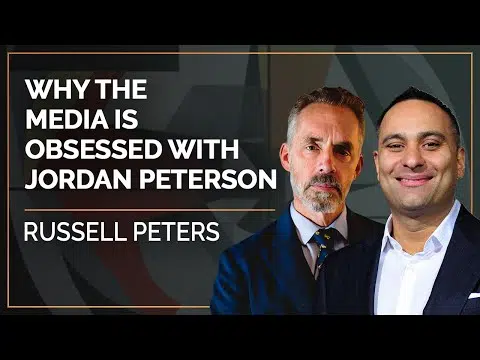 WHY THE
MEDIA IS
OBSESSED WITH
JORDAN PETERSON
RUSSELL PETERS